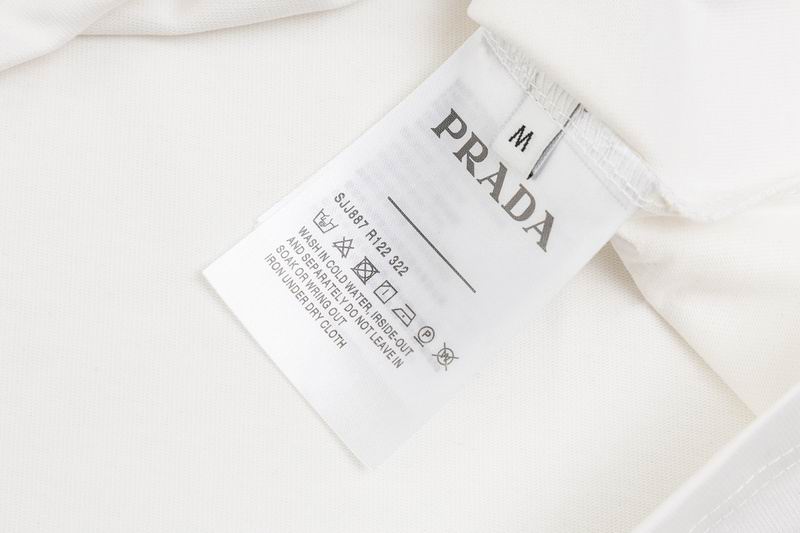 M
PRADA
SJJ887 R122 322
WASH IN COLD WATER, IRSIDE-OUT
AND SEPARATELY DO NOT LEAVE IN
SOAK OR WRING OUT
IRON UNDER DRY CLOTH